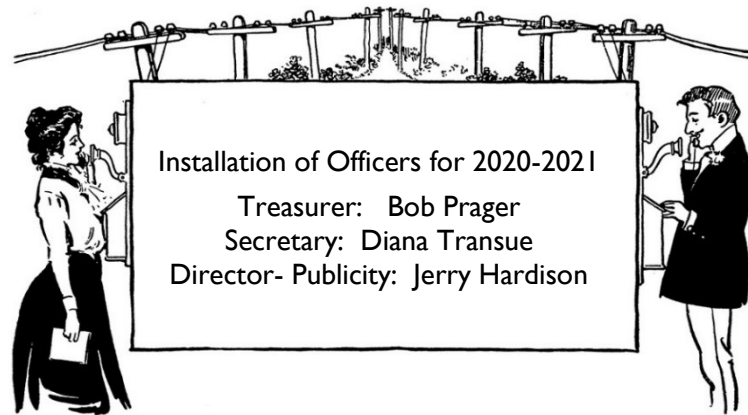 Installation of Officers for 2020-2021
Treasurer: Bob Prager
Secretary: Diana Transue
Director- Publicity: Jerry Hardison